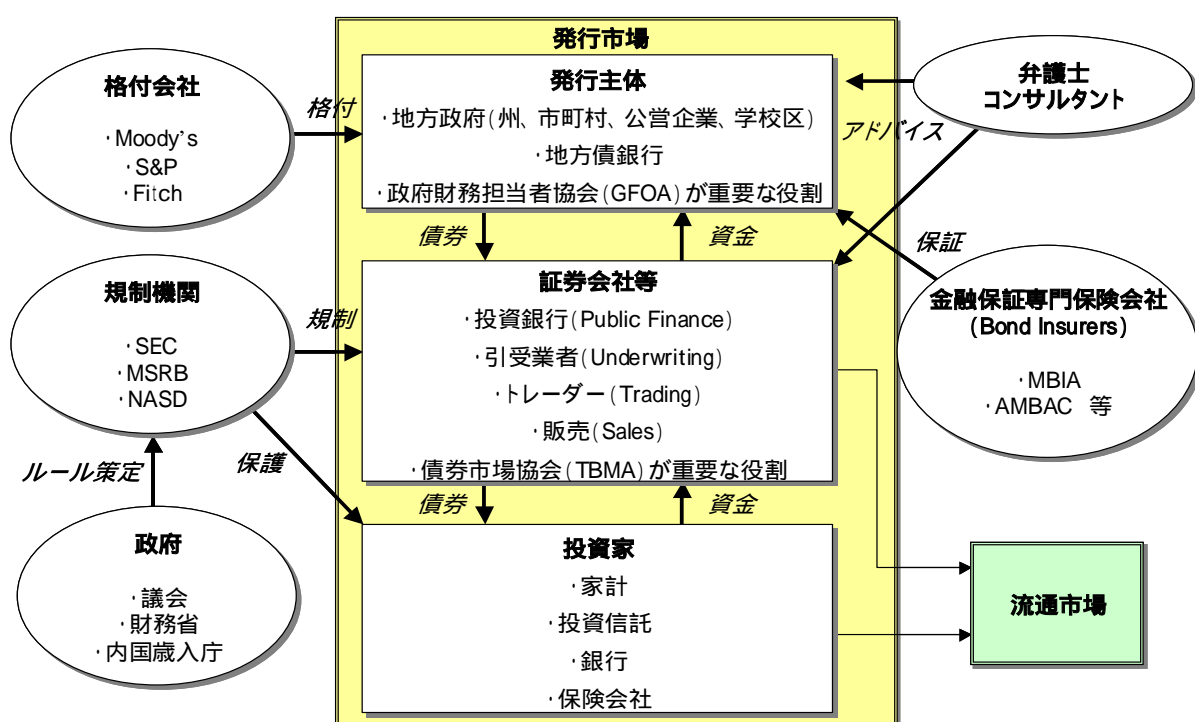 発行市場
格付会社
・Moody's
・S&P
・Fitch
格付
発行主体
・地方政府(州、市町村、公営企業、学校区)
・地方債銀行
・政府財務担当者協会(GFOA)が重要な役割
弁護士
コンサルタント
アドバイス
債券
資金
保証
規制機関
・SEC
・MSRB
・NASD
規制
証券会社等
・投資銀行(Public Finance)
・引受業者(Underwriting)
・トレーダー(Trading)
・販売(Sales)
・債券市場協会(TBMA)が重要な役割
金融保証専門保険会社
(Bond Insurers)
・MBIA
・AMBAC 等
ルール策定
保護
債券
資金
政府
・議会
・財務省
・内国歳入庁
投資家
・家計
・投資信託
・銀行
・保険会社
流通市場